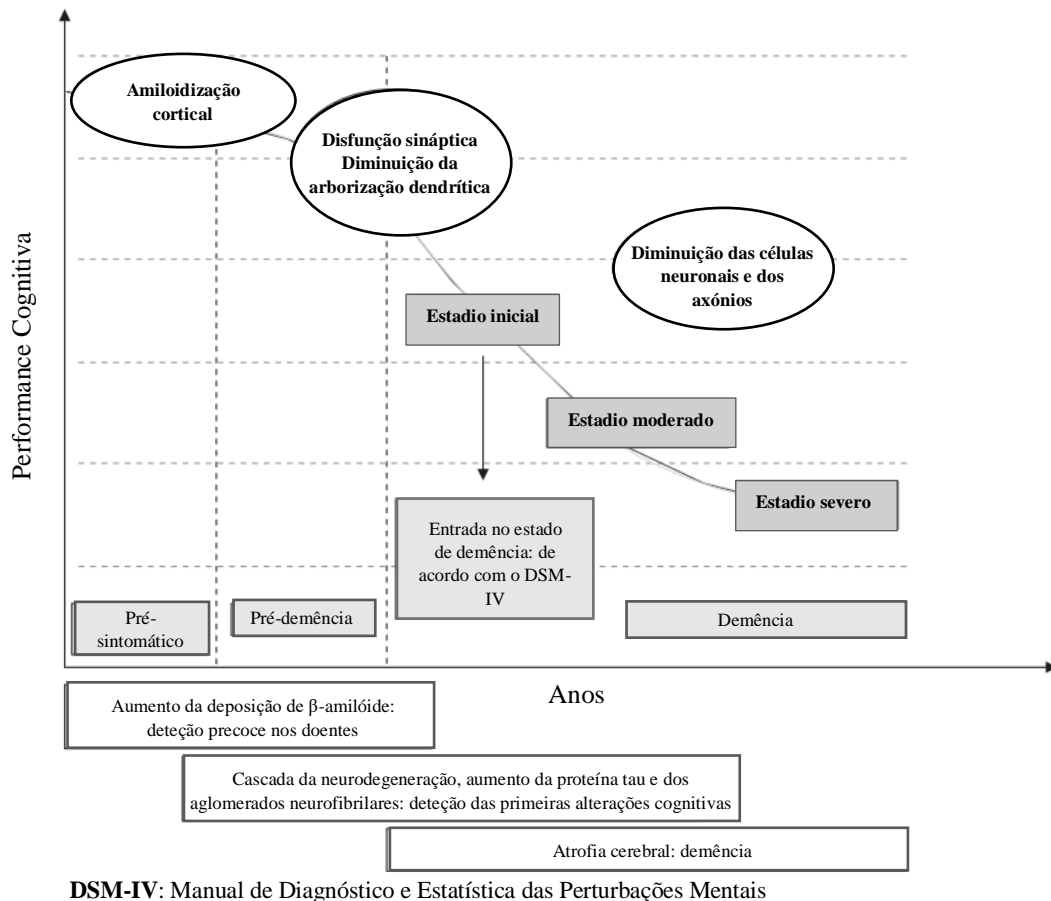 Amiloidização
cortical
Disfunção sináptica
Diminuição da
arborização dendrítica
Diminuição das células
neuronais e dos
axónios
Performance Cognitiva
Estadio inicial
Estadio moderado
Estadio severo
Entrada no estado
de demência: de
acordo com o DSM-
IV
Pré-
sintomático
Pré-demência
Demência
Anos
Aumento da deposição de β-amilóide:
deteção precoce nos doentes
Cascada da neurodegeneração, aumento da proteína tau e dos
aglomerados neurofibrilares: deteção das primeiras alterações cognitivas
Atrofia cerebral: demência
DSM-IV: Manual de Diagnóstico e Estatística das Perturbações Mentais